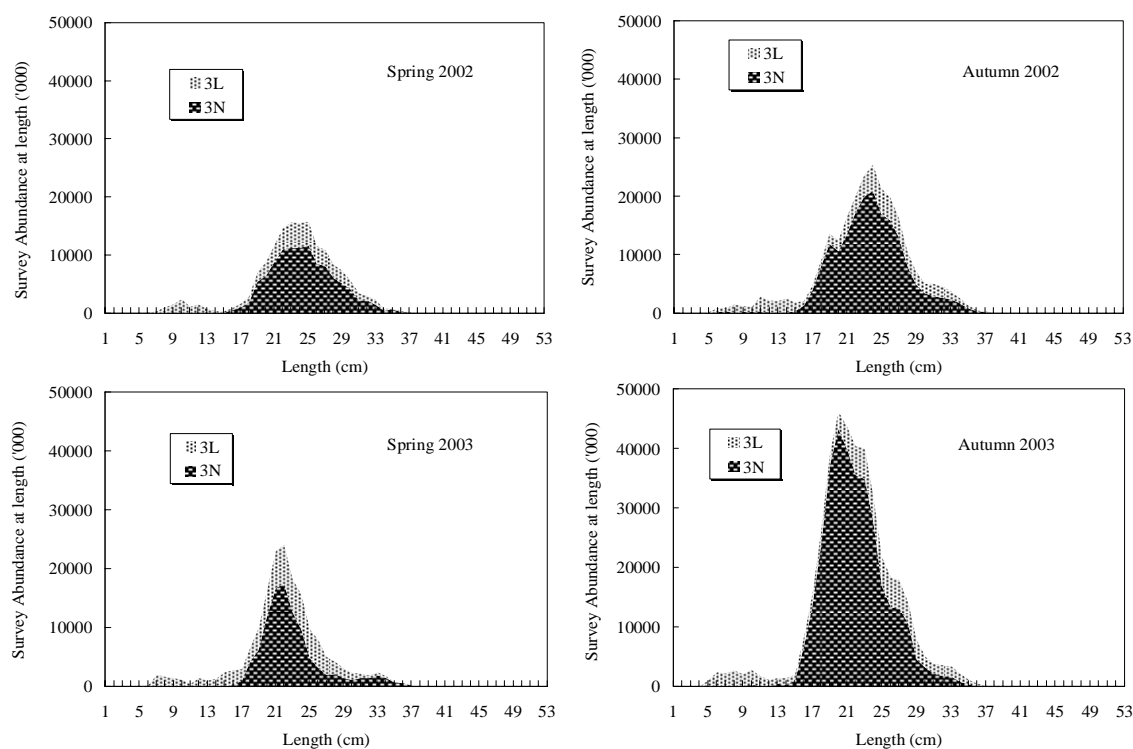 Survey Abundance at length ('000)
50000
40000
30000
20000
10000
0
3L
3N
Spring 2002
1 5 9 13 17 21 25 29 33 37 41 45 49 53
Length (cm)
Survey Abundance at length ('000)
50000
40000
30000
20000
10000
0
3L
3N
Autumn 2002
1 5 9 13 17 21 25 29 33 37 41 45 49 53
Length (cm)
Survey Abundance at length ('000)
50000
40000
30000
20000
10000
0
3L
3N
Spring 2003
1 5 9 13 17 21 25 29 33 37 41 45 49 53
Length (cm)
Survey Abundance at length ('000)
50000
40000
30000
20000
10000
0
3L
3N
Autumn 2003
1 5 9 13 17 21 25 29 33 37 41 45 49 53
Length (cm)